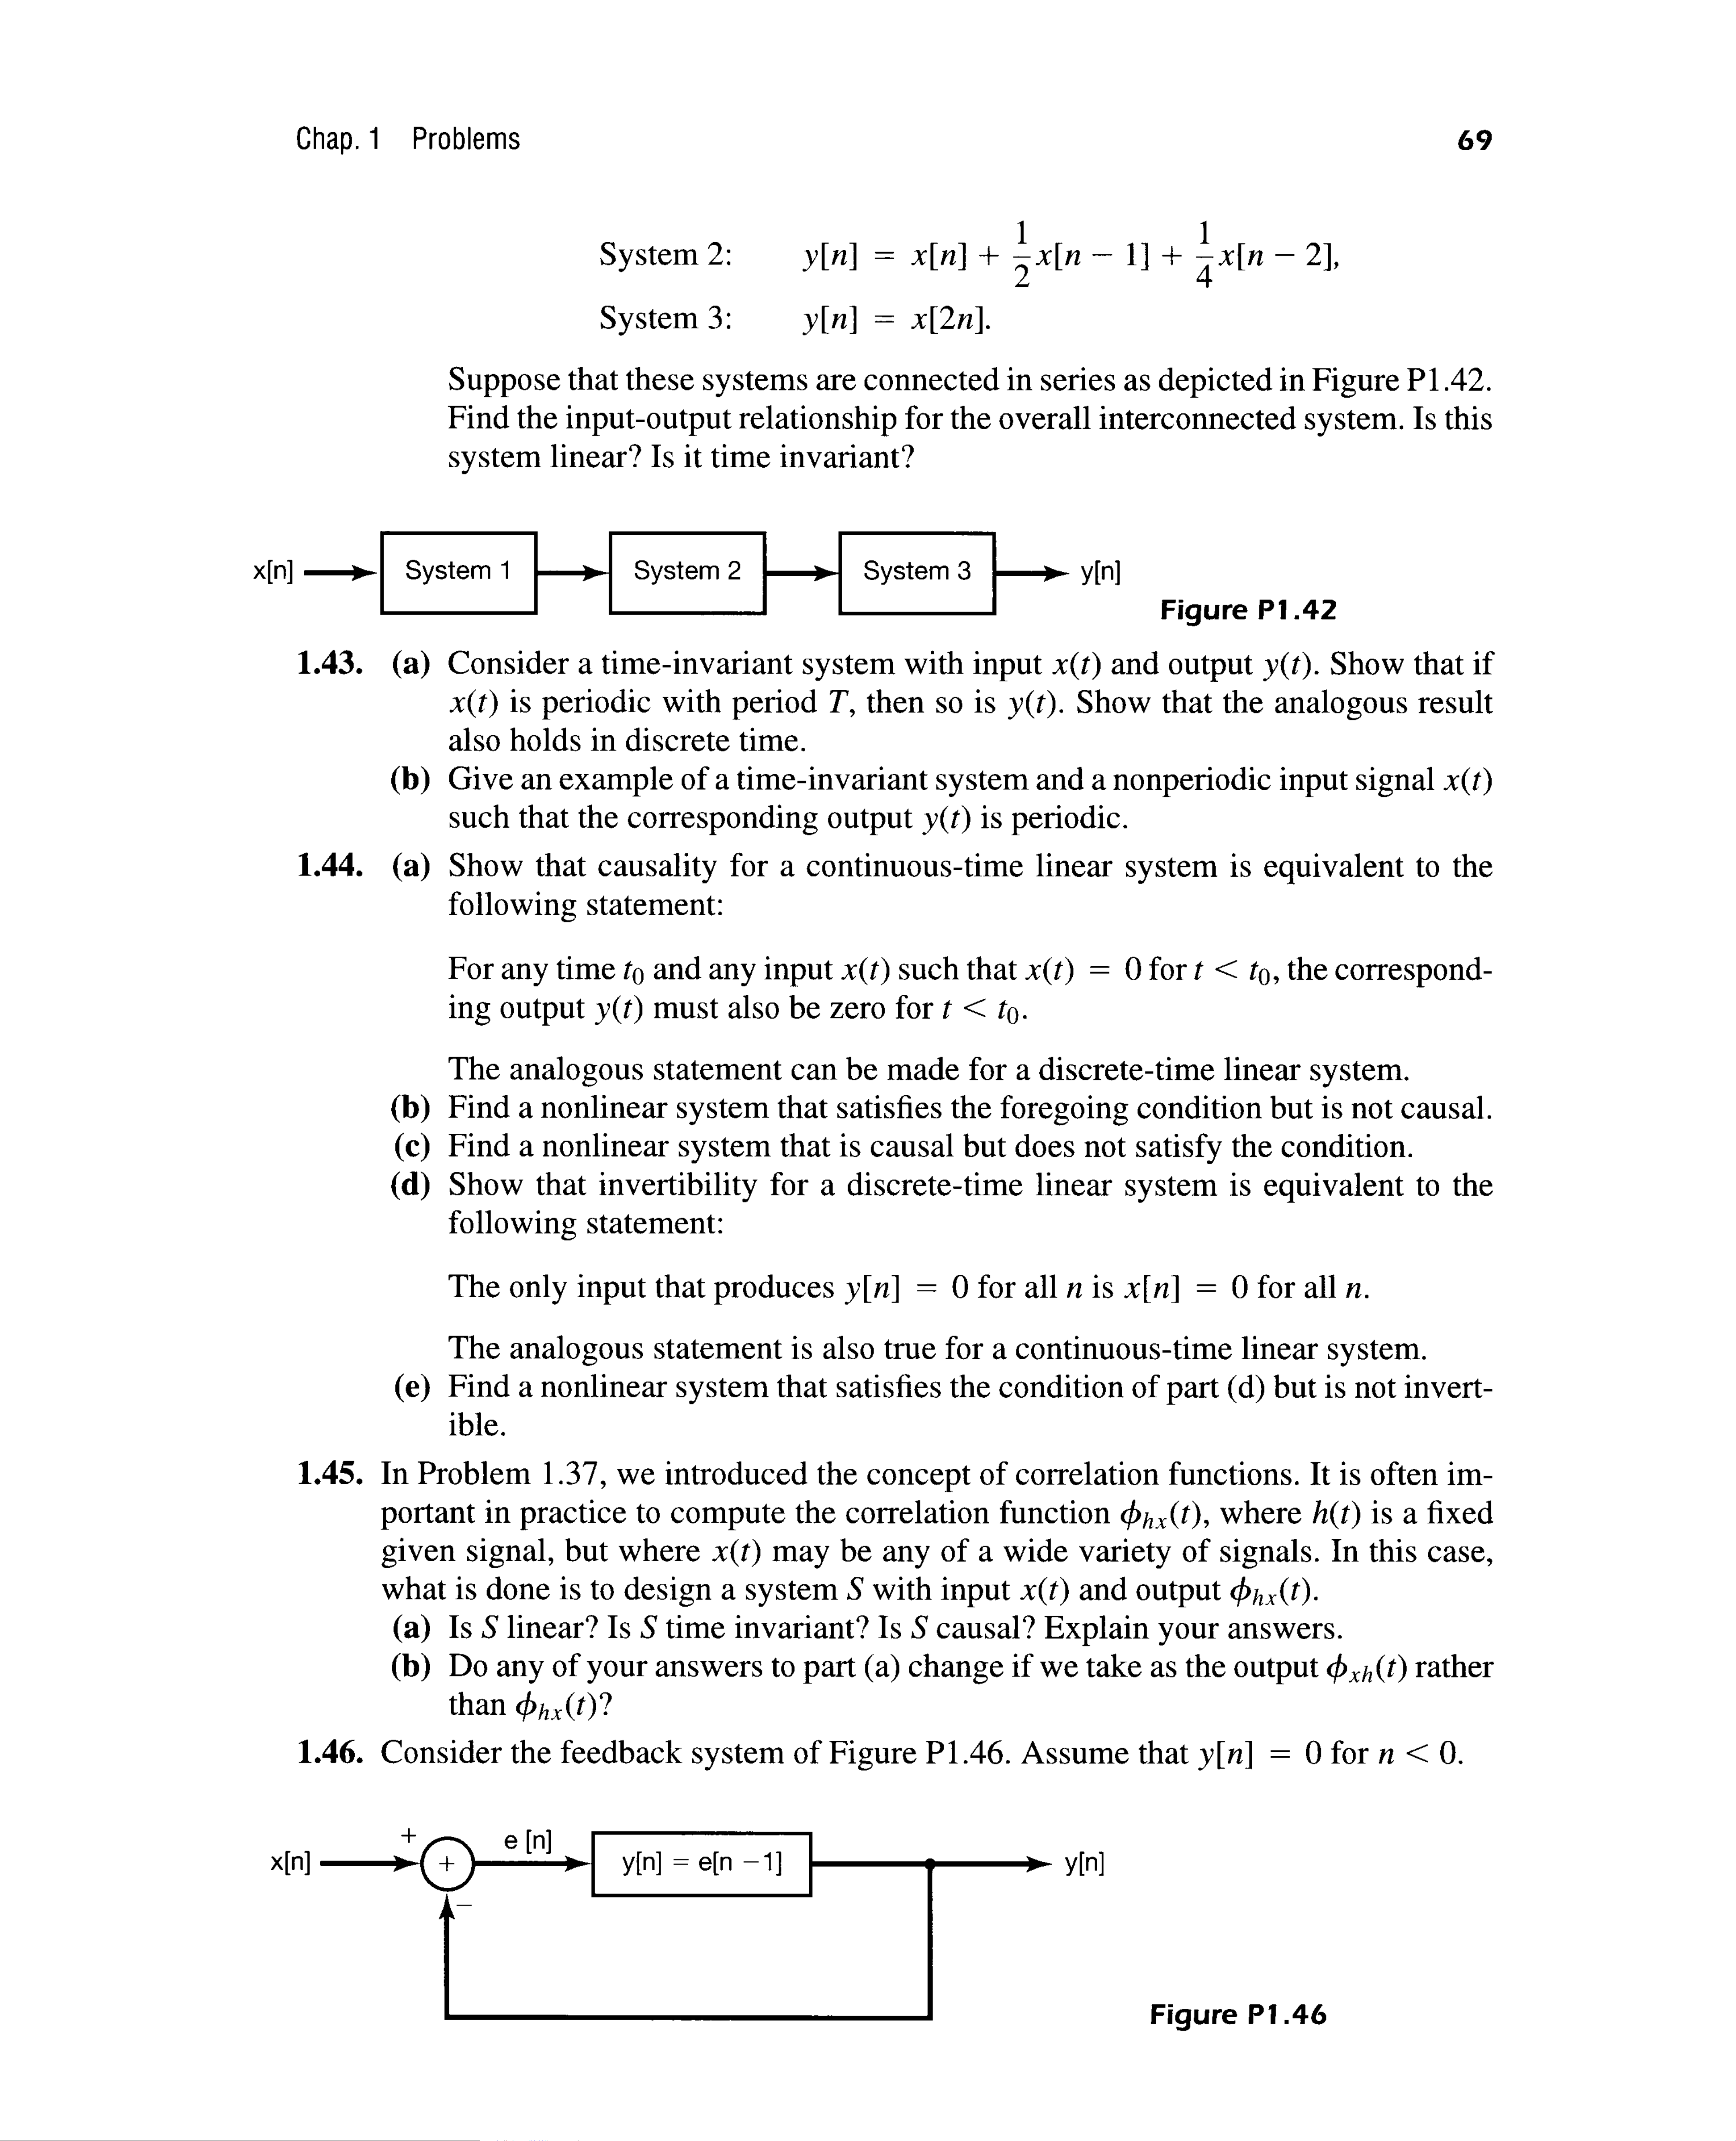 Chap. 1 Problems 69
System 2: y[n] = x[n] + 1/2 x[n − 1] + 1/4 x[n − 2],
System 3: y[n] = x[2n].
Suppose that these systems are connected in series as depicted in Figure P1.42.
Find the input-output relationship for the overall interconnected system. Is this
system linear? Is it time invariant?
x[n] System 1 System 2 System 3 y[n]
Figure P1.42
1.43. (a) Consider a time-invariant system with input x(t) and output y(t). Show that if
x(t) is periodic with period T, then so is y(t). Show that the analogous result
also holds in discrete time.
(b) Give an example of a time-invariant system and a nonperiodic input signal x(t)
such that the corresponding output y(t) is periodic.
1.44. (a) Show that causality for a continuous-time linear system is equivalent to the
following statement:
For any time t₀ and any input x(t) such that x(t) = 0 for t < t₀, the correspond-
ing output y(t) must also be zero for t < t₀.
The analogous statement can be made for a discrete-time linear system.
(b) Find a nonlinear system that satisfies the foregoing condition but is not causal.
(c) Find a nonlinear system that is causal but does not satisfy the condition.
(d) Show that invertibility for a discrete-time linear system is equivalent to the
following statement:
The only input that produces y[n] = 0 for all n is x[n] = 0 for all n.
The analogous statement is also true for a continuous-time linear system.
(e) Find a nonlinear system that satisfies the condition of part (d) but is not invert-
ible.
1.45. In Problem 1.37, we introduced the concept of correlation functions. It is often im-
portant in practice to compute the correlation function ϕhx(t), where h(t) is a fixed
given signal, but where x(t) may be any of a wide variety of signals. In this case,
what is done is to design a system S with input x(t) and output ϕhx(t).
(a) Is S linear? Is S time invariant? Is S causal? Explain your answers.
(b) Do any of your answers to part (a) change if we take as the output ϕxh(t) rather
than ϕhx(t)?
1.46. Consider the feedback system of Figure P1.46. Assume that y[n] = 0 for n < 0.
+ e [n]
x[n] + y[n] = e[n −1] y[n]
−
Figure P1.46